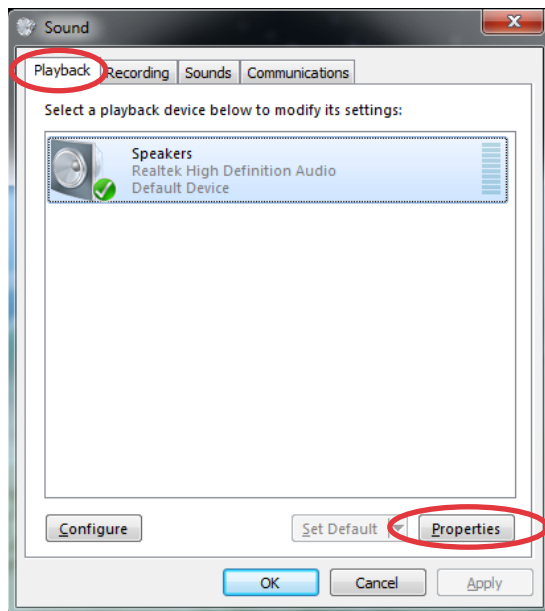 Sound
Playback Recording Sounds Communications
Select a playback device below to modify its settings:
Speakers
Realtek High Definition Audio
Default Device
Configure Set Default Properties
OK Cancel Apply